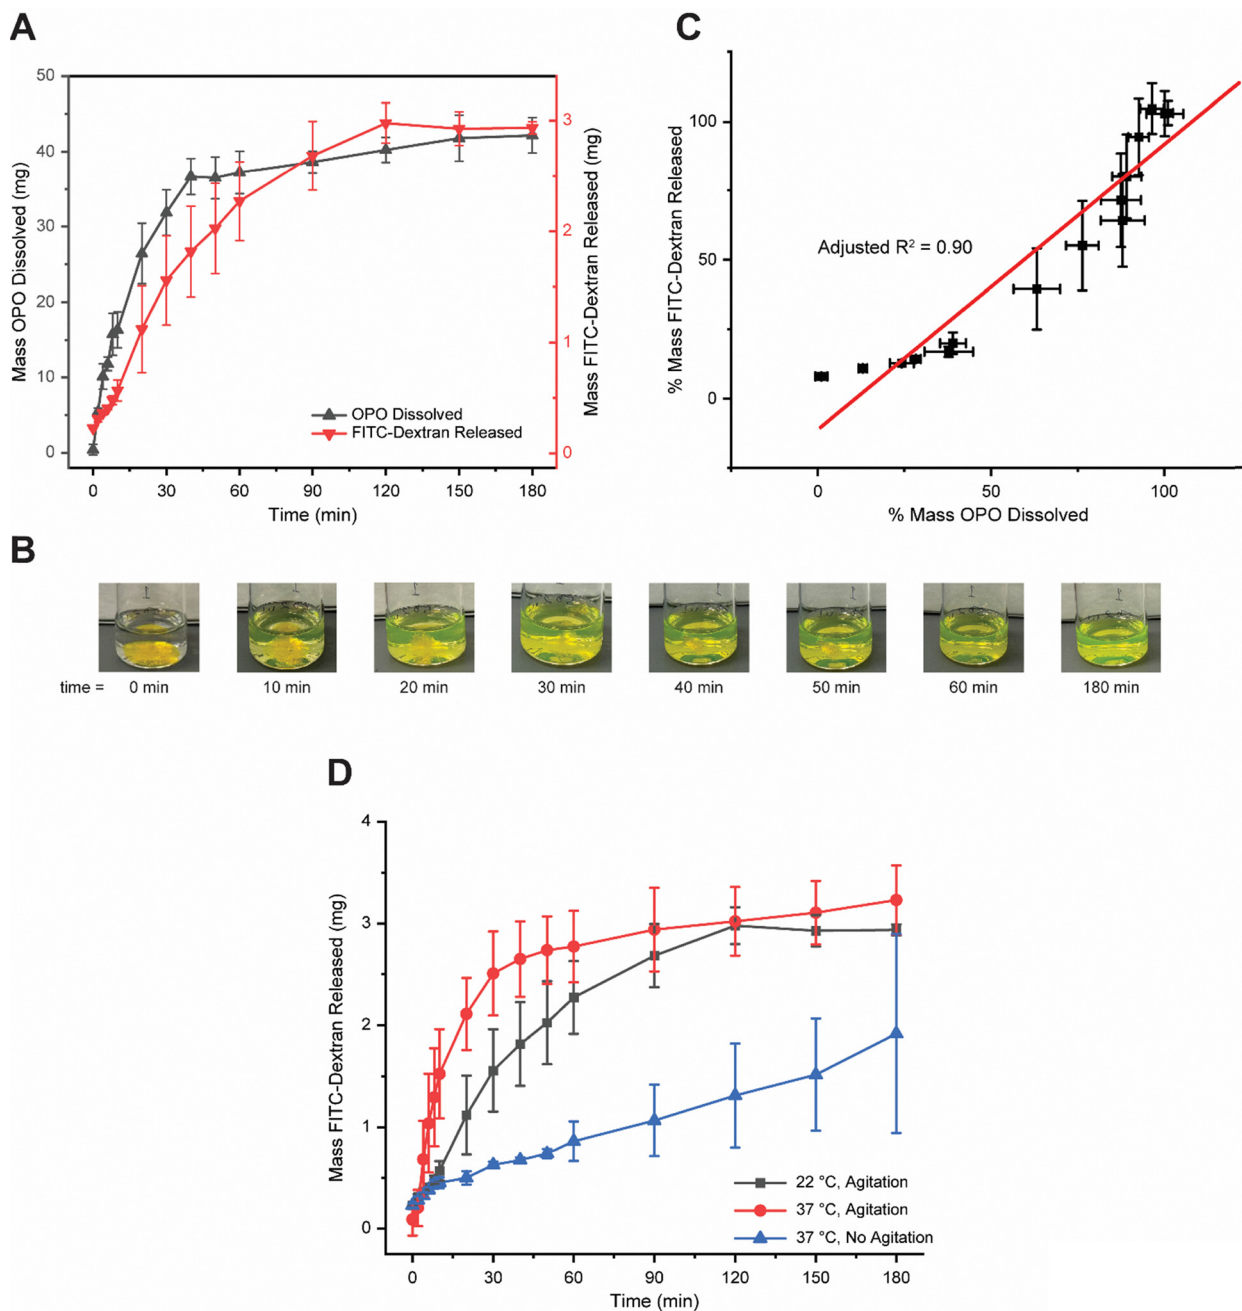 A
50
40
30
20
10
0
Mass OPO Dissolved (mg)
3
2
1
0
Mass FITC-Dextran Released (mg)
OPO Dissolved
FITC-Dextran Released
0 30 60 90 120 150 180
Time (min)
C
100
50
0
% Mass FITC-Dextran Released
Adjusted R² = 0.90
0 50 100
% Mass OPO Dissolved
B
time = 0 min 10 min 20 min 30 min 40 min 50 min 60 min 180 min
D
4
3
2
1
0
Mass FITC-Dextran Released (mg)
22 °C, Agitation
37 °C, Agitation
37 °C, No Agitation
0 30 60 90 120 150 180
Time (min)